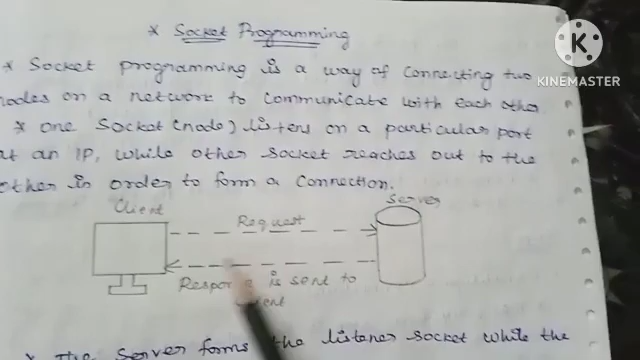 * Socket Programming
KINEMASTER
* Socket programming is a way of connecting two
nodes on a network to communicate with each other.
* one Socket (node) listens on a particular port
at an IP, while other socket reaches out to the
other in order to form a connection.
Client
Server
Request
is sent to
* The Server forms the listener socket while the